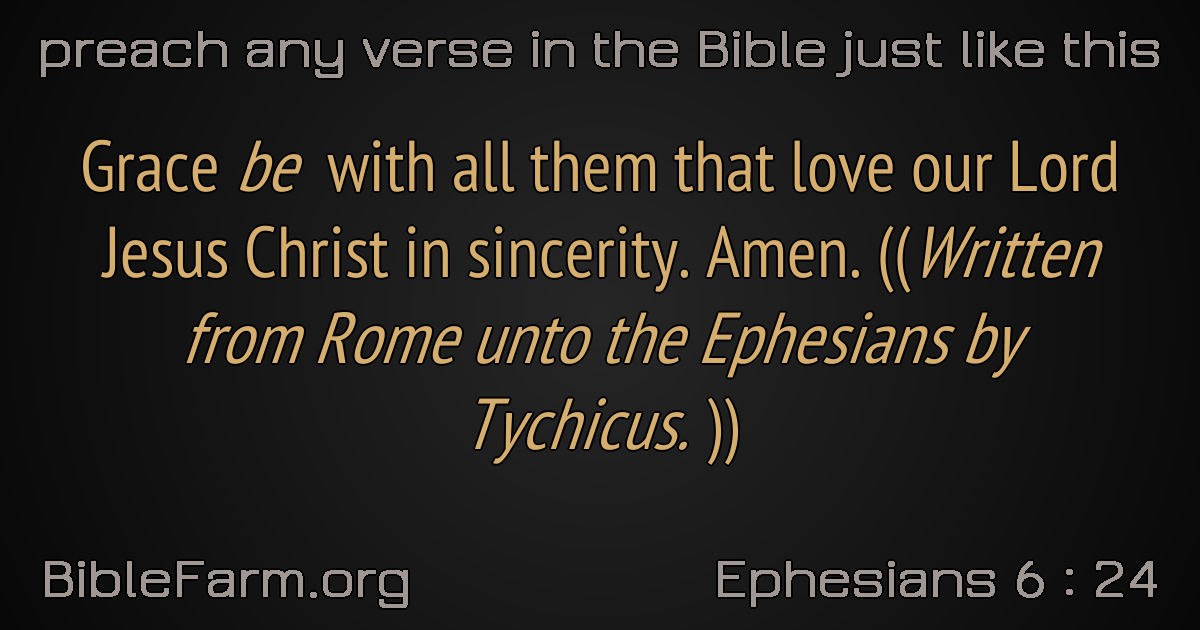 preach any verse in the Bible just like this
Grace be with all them that love our Lord
Jesus Christ in sincerity. Amen. ((Written
from Rome unto the Ephesians by
Tychicus. ))
BibleFarm.org
Ephesians 6 : 24